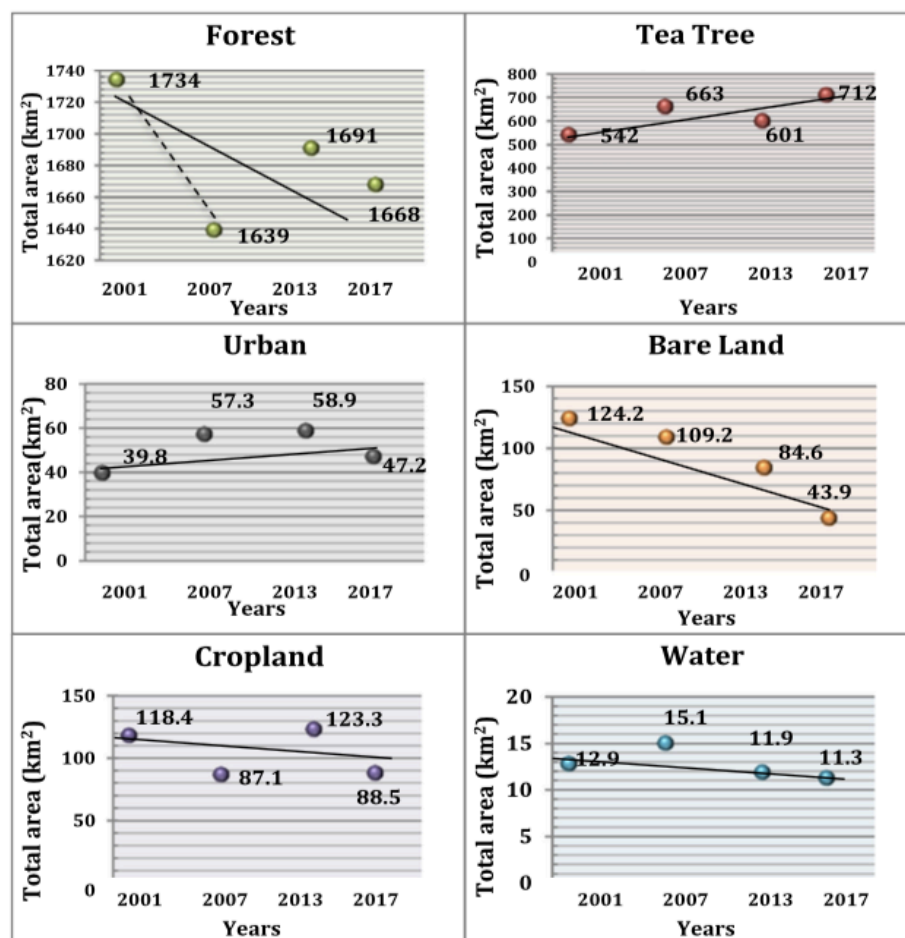 Forest
Total area (km²)
1740
1720
1700
1680
1660
1640
1620
1734
1639
1691
1668
2001 2007 2013 2017
Years
Tea Tree
Total area (km²)
800
700
600
500
400
300
200
100
0
542
663
601
712
2001 2007 2013 2017
Years
Urban
Total area(km²)
80
60
40
20
0
39.8
57.3
58.9
47.2
2001 2007 2013 2017
Years
Bare Land
Total area (km²)
150
100
50
0
124.2
109.2
84.6
43.9
2001 2007 2013 2017
Years
Cropland
Total area (km²)
150
100
50
0
118.4
87.1
123.3
88.5
2001 2007 2013 2017
Years
Water
Total area (km²)
20
15
10
5
0
12.9
15.1
11.9
11.3
2001 2007 2013 2017
Years